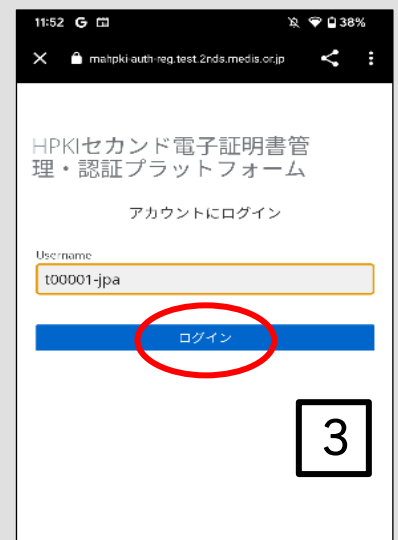 11:52 G 38%
mahpki-auth-reg.test.2nds.medis.or.jp
HPKIセカンド電子証明書管
理・認証プラットフォーム
アカウントにログイン
Username
t00001-jpa
ログイン
3